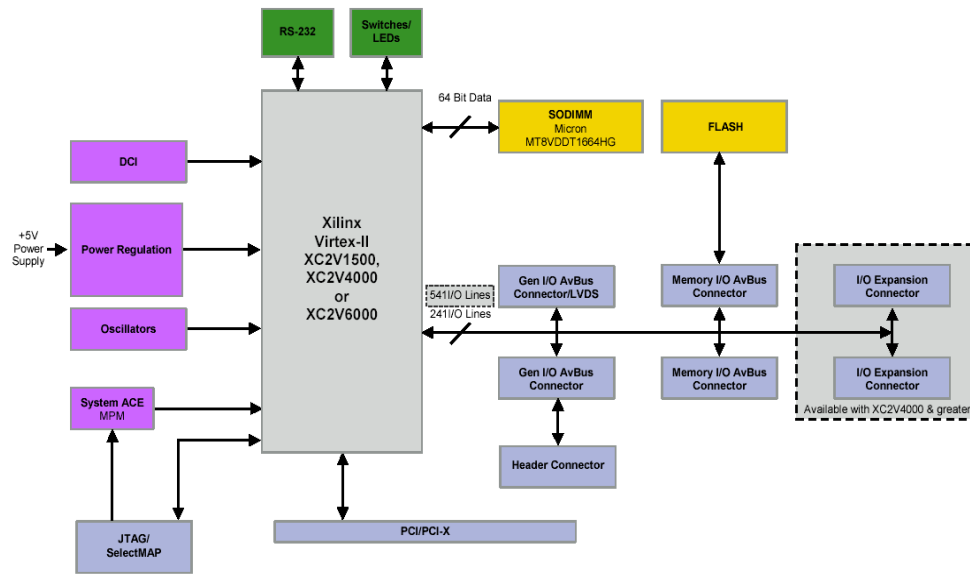 RS-232
Switches/
LEDs
64 Bit Data
SODIMM
Micron
MT8VDDT1664HG
FLASH
DCI
+5V
Power
Supply
Power Regulation
Xilinx
Virtex-II
XC2V1500,
XC2V4000
or
XC2V6000
Oscillators
541I/O Lines
241I/O Lines
Gen I/O AvBus
Connector/LVDS
Memory I/O AvBus
Connector
I/O Expansion
Connector
Gen I/O AvBus
Connector
Memory I/O AvBus
Connector
I/O Expansion
Connector
Available with XC2V4000 & greater
System ACE
MPM
Header Connector
JTAG/
SelectMAP
PCI/PCI-X